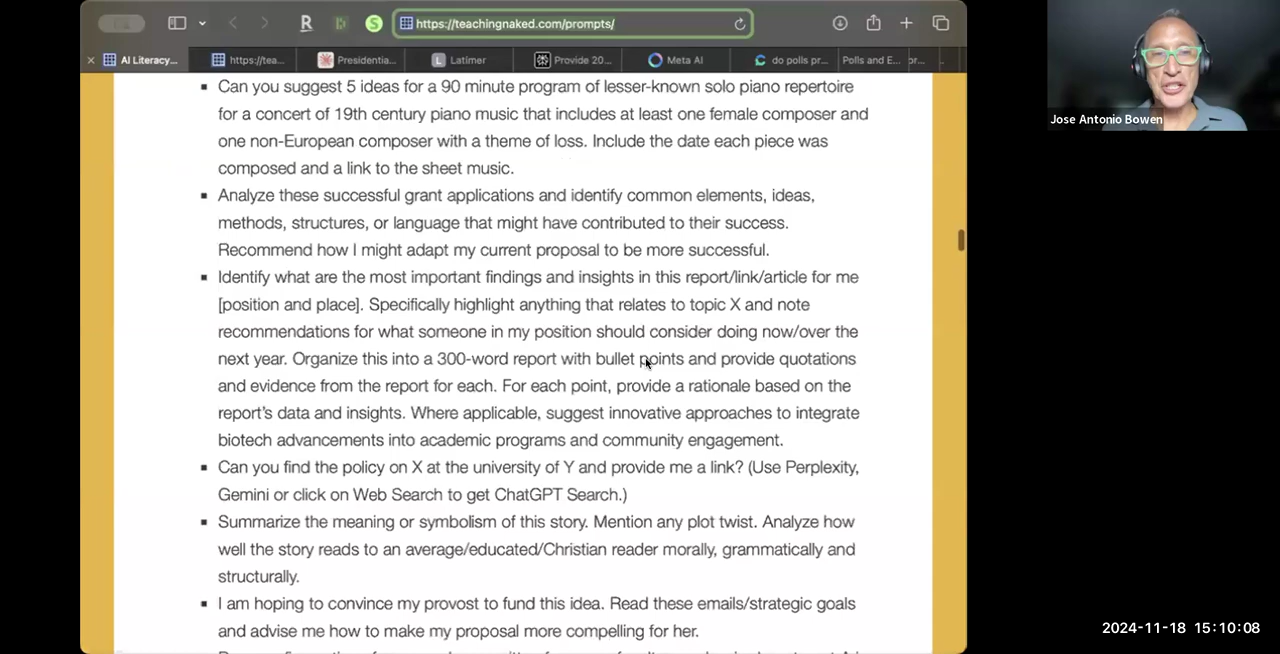 https://teachingnaked.com/prompts/
AI Literacy...
https://tea...
Presidentia...
Latimer
Provide 20...
Meta AI
do polls pr...
Polls and E...
pr...
Can you suggest 5 ideas for a 90 minute program of lesser-known solo piano repertoire
for a concert of 19th century piano music that includes at least one female composer and
one non-European composer with a theme of loss. Include the date each piece was
composed and a link to the sheet music.
Analyze these successful grant applications and identify common elements, ideas,
methods, structures, or language that might have contributed to their success.
Recommend how I might adapt my current proposal to be more successful.
Identify what are the most important findings and insights in this report/link/article for me
[position and place]. Specifically highlight anything that relates to topic X and note
recommendations for what someone in my position should consider doing now/over the
next year. Organize this into a 300-word report with bullet points and provide quotations
and evidence from the report for each. For each point, provide a rationale based on the
report's data and insights. Where applicable, suggest innovative approaches to integrate
biotech advancements into academic programs and community engagement.
Can you find the policy on X at the university of Y and provide me a link? (Use Perplexity,
Gemini or click on Web Search to get ChatGPT Search.)
Summarize the meaning or symbolism of this story. Mention any plot twist. Analyze how
well the story reads to an average/educated/Christian reader morally, grammatically and
structurally.
I am hoping to convince my provost to fund this idea. Read these emails/strategic goals
and advise me how to make my proposal more compelling for her.
Jose Antonio Bowen
2024-11-18 15:10:08